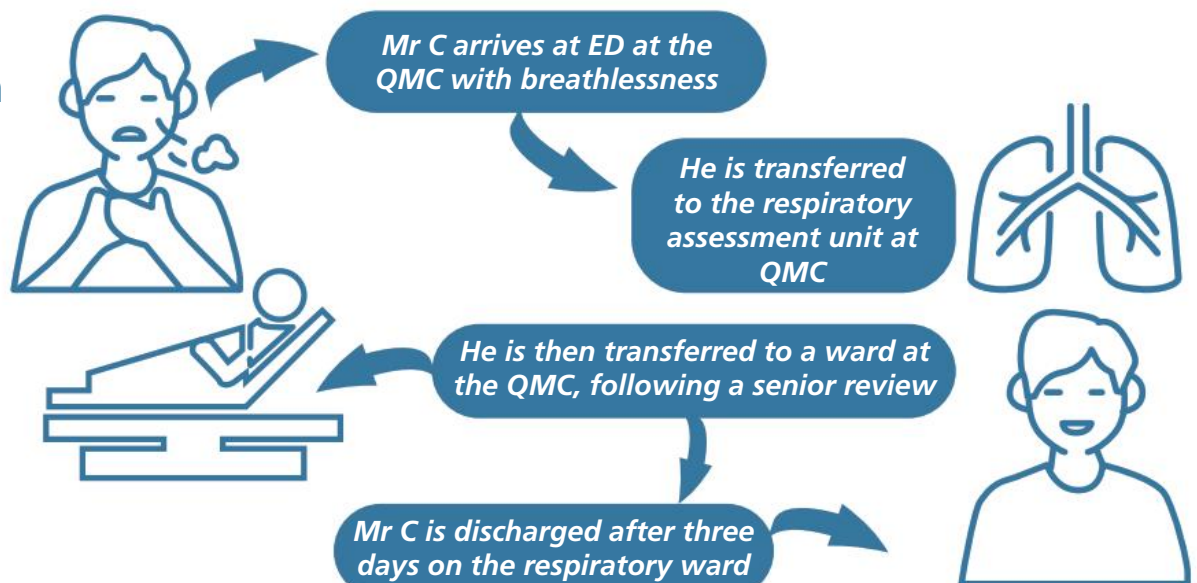 Mr C arrives at ED at the
QMC with breathlessness
He is transferred
to the respiratory
assessment unit at
QMC
He is then transferred to a ward at
the QMC, following a senior review
Mr C is discharged after three
days on the respiratory ward